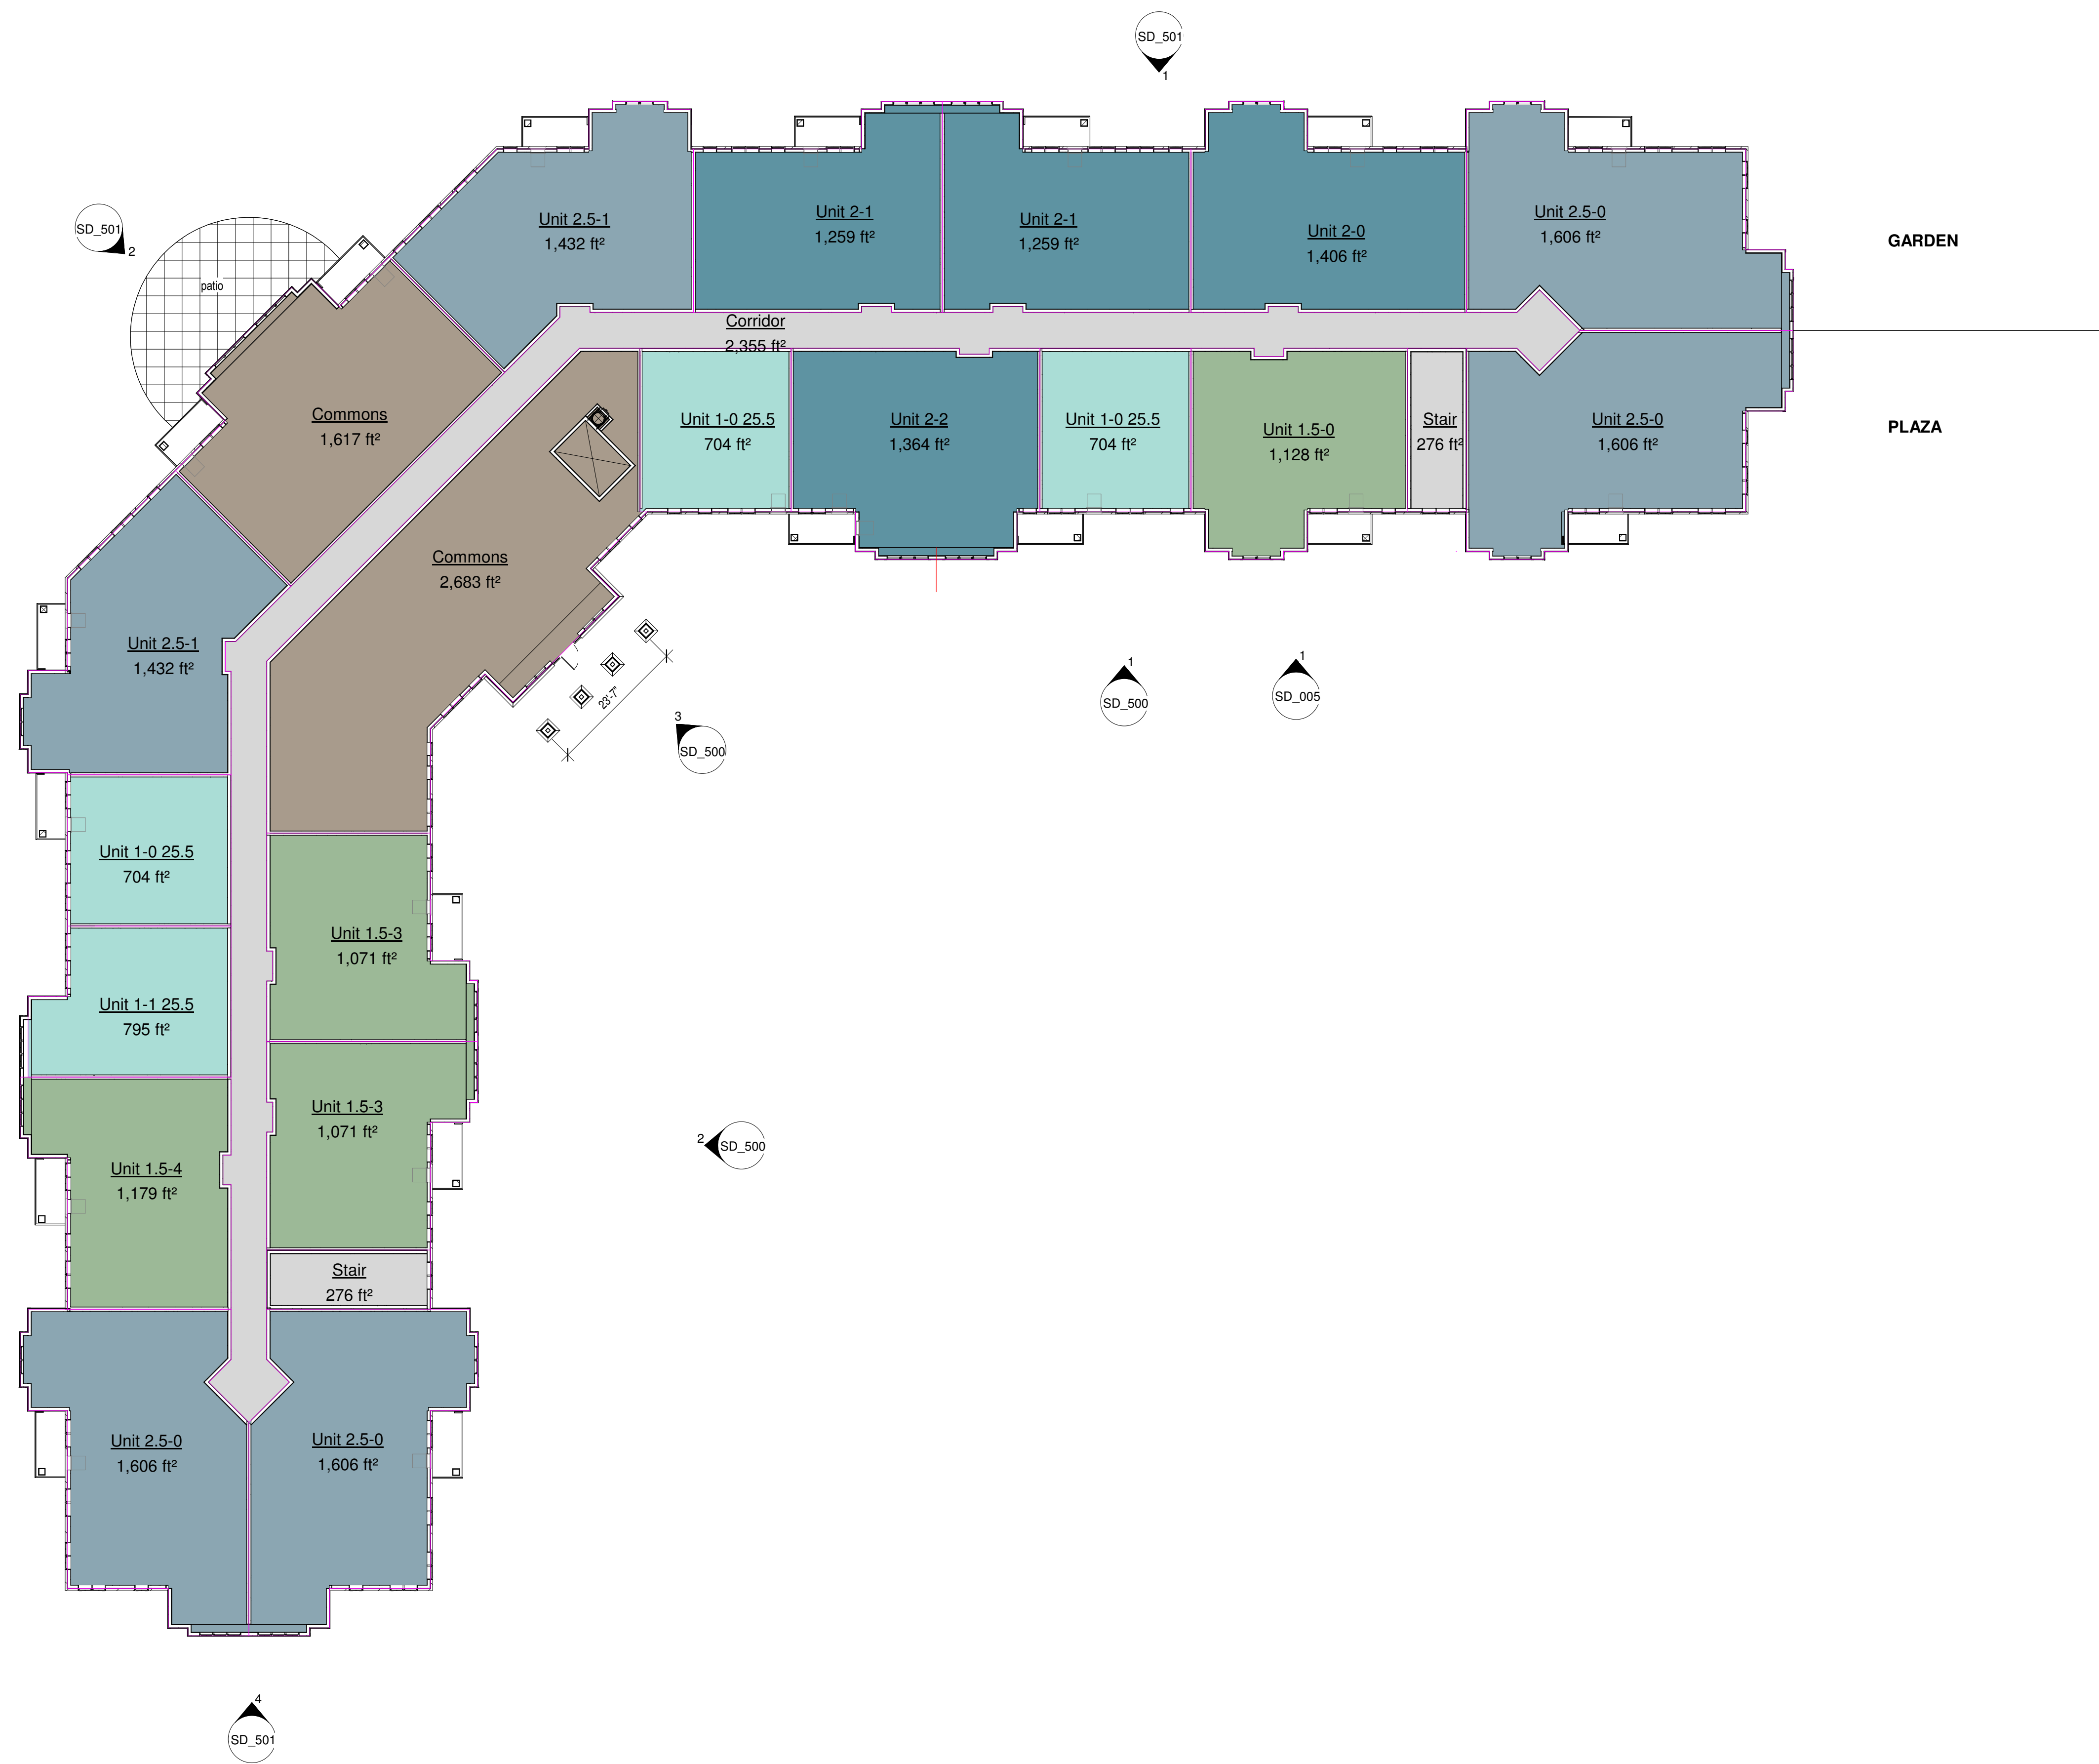 SD_501
1
SD_501
2
patio
Unit 2.5-1
1,432 ft²
Unit 2-1
1,259 ft²
Unit 2-1
1,259 ft²
Unit 2-0
1,406 ft²
Unit 2.5-0
1,606 ft²
GARDEN
Corridor
2,355 ft²
Commons
1,617 ft²
Unit 1-0 25.5
704 ft²
Unit 2-2
1,364 ft²
Unit 1-0 25.5
704 ft²
Unit 1.5-0
1,128 ft²
Stair
276 ft²
Unit 2.5-0
1,606 ft²
PLAZA
Commons
2,683 ft²
Unit 2.5-1
1,432 ft²
23'-7"
3
SD_500
1
SD_500
1
SD_005
Unit 1-0 25.5
704 ft²
Unit 1.5-3
1,071 ft²
Unit 1-1 25.5
795 ft²
Unit 1.5-3
1,071 ft²
2
SD_500
Unit 1.5-4
1,179 ft²
Stair
276 ft²
Unit 2.5-0
1,606 ft²
Unit 2.5-0
1,606 ft²
4
SD_501